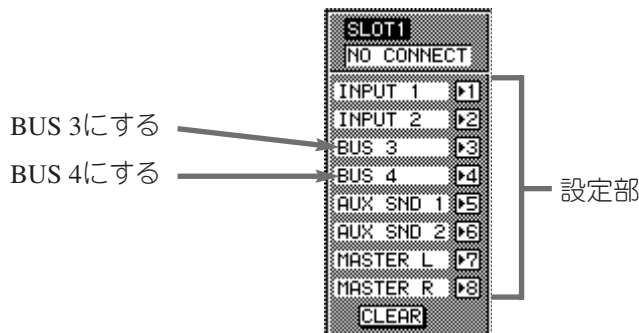 SLOT1
NO CONNECT
INPUT 1 ▶1
INPUT 2 ▶2
BUS 3にする
BUS 3 ▶3
BUS 4にする
BUS 4 ▶4
設定部
AUX SND 1 ▶5
AUX SND 2 ▶6
MASTER L ▶7
MASTER R ▶8
CLEAR